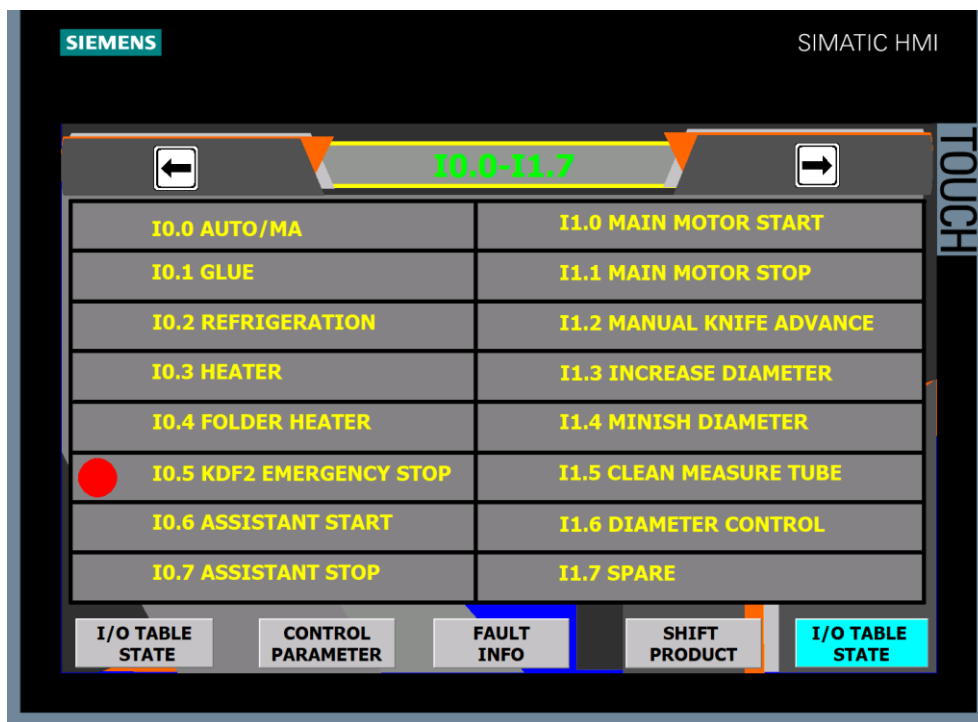 SIEMENS
SIMATIC HMI
TOUCH
I0.0-I1.7
I0.0 AUTO/MA
I1.0 MAIN MOTOR START
I0.1 GLUE
I1.1 MAIN MOTOR STOP
I0.2 REFRIGERATION
I1.2 MANUAL KNIFE ADVANCE
I0.3 HEATER
I1.3 INCREASE DIAMETER
I0.4 FOLDER HEATER
I1.4 MINISH DIAMETER
I0.5 KDF2 EMERGENCY STOP
I1.5 CLEAN MEASURE TUBE
I0.6 ASSISTANT START
I1.6 DIAMETER CONTROL
I0.7 ASSISTANT STOP
I1.7 SPARE
I/O TABLE
STATE
CONTROL
PARAMETER
FAULT
INFO
SHIFT
PRODUCT
I/O TABLE
STATE